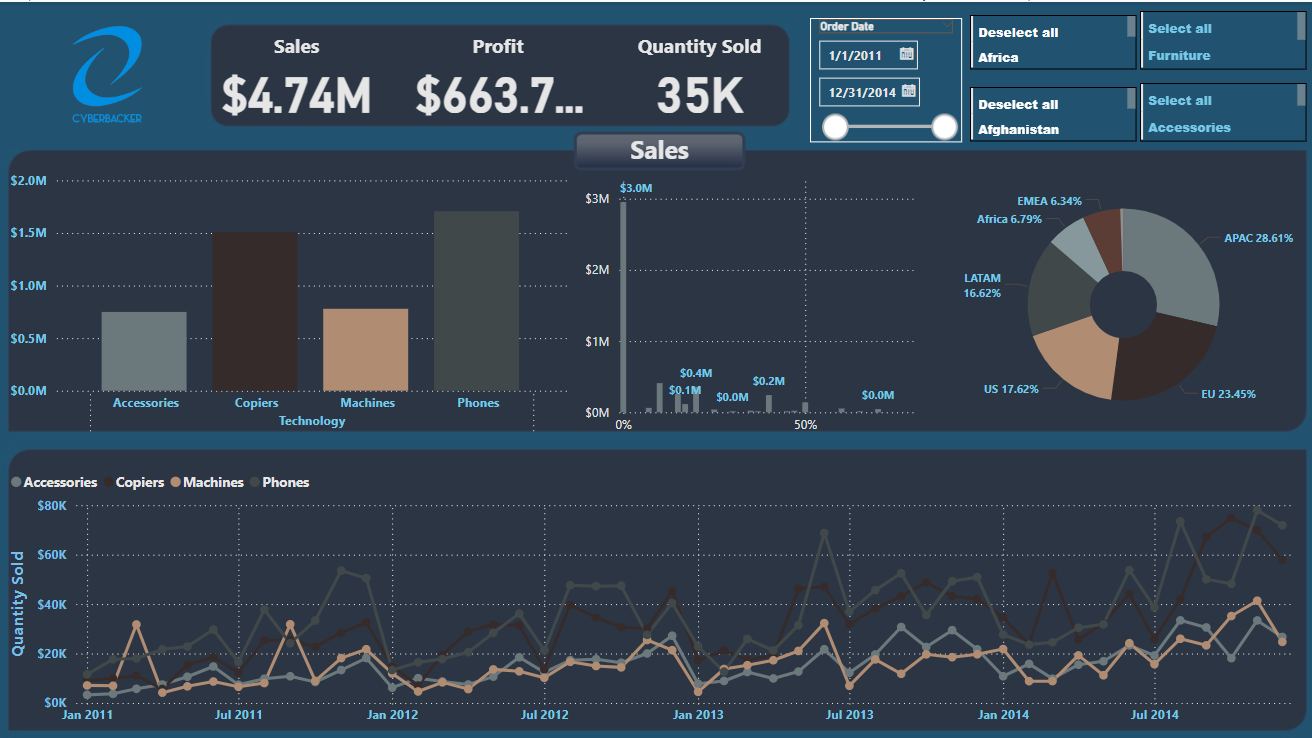 CYBERBACKER
Sales
Profit
Quantity Sold
$4.74M
$663.7...
35K
Order Date
1/1/2011
12/31/2014
Deselect all
Africa
Select all
Furniture
Deselect all
Afghanistan
Select all
Accessories
Sales
$2.0M
$1.5M
$1.0M
$0.5M
$0.0M
Accessories
Copiers
Machines
Phones
Technology
$3M
$2M
$1M
$0M
$3.0M
$0.4M
$0.1M
$0.0M
$0.2M
$0.0M
0%
50%
EMEA 6.34%
Africa 6.79%
APAC 28.61%
LATAM
16.62%
US 17.62%
EU 23.45%
Accessories
Copiers
Machines
Phones
Quantity Sold
$80K
$60K
$40K
$20K
$0K
Jan 2011
Jul 2011
Jan 2012
Jul 2012
Jan 2013
Jul 2013
Jan 2014
Jul 2014